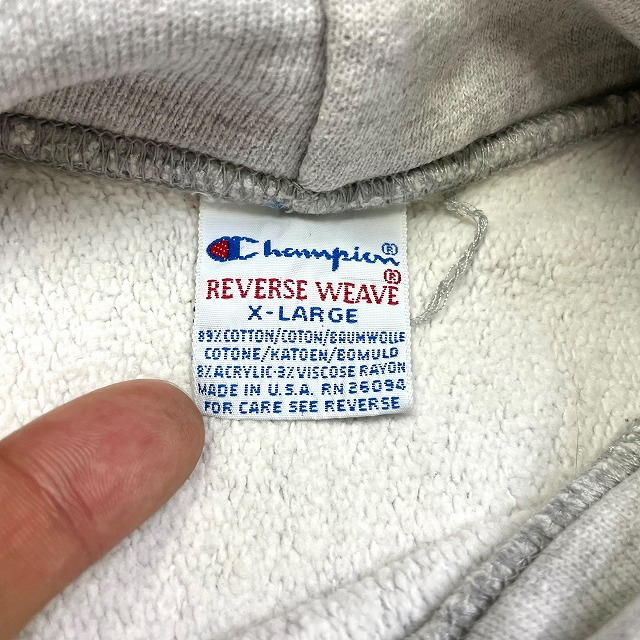 Champion®
REVERSE WEAVE®
X-LARGE
89% COTTON/COTON/BAUMWOLLE
COTONE/KATOEN/BOMULD
8% ACRYLIC-3% VISCOSE RAYON
MADE IN U.S.A. RN 26094
FOR CARE SEE REVERSE